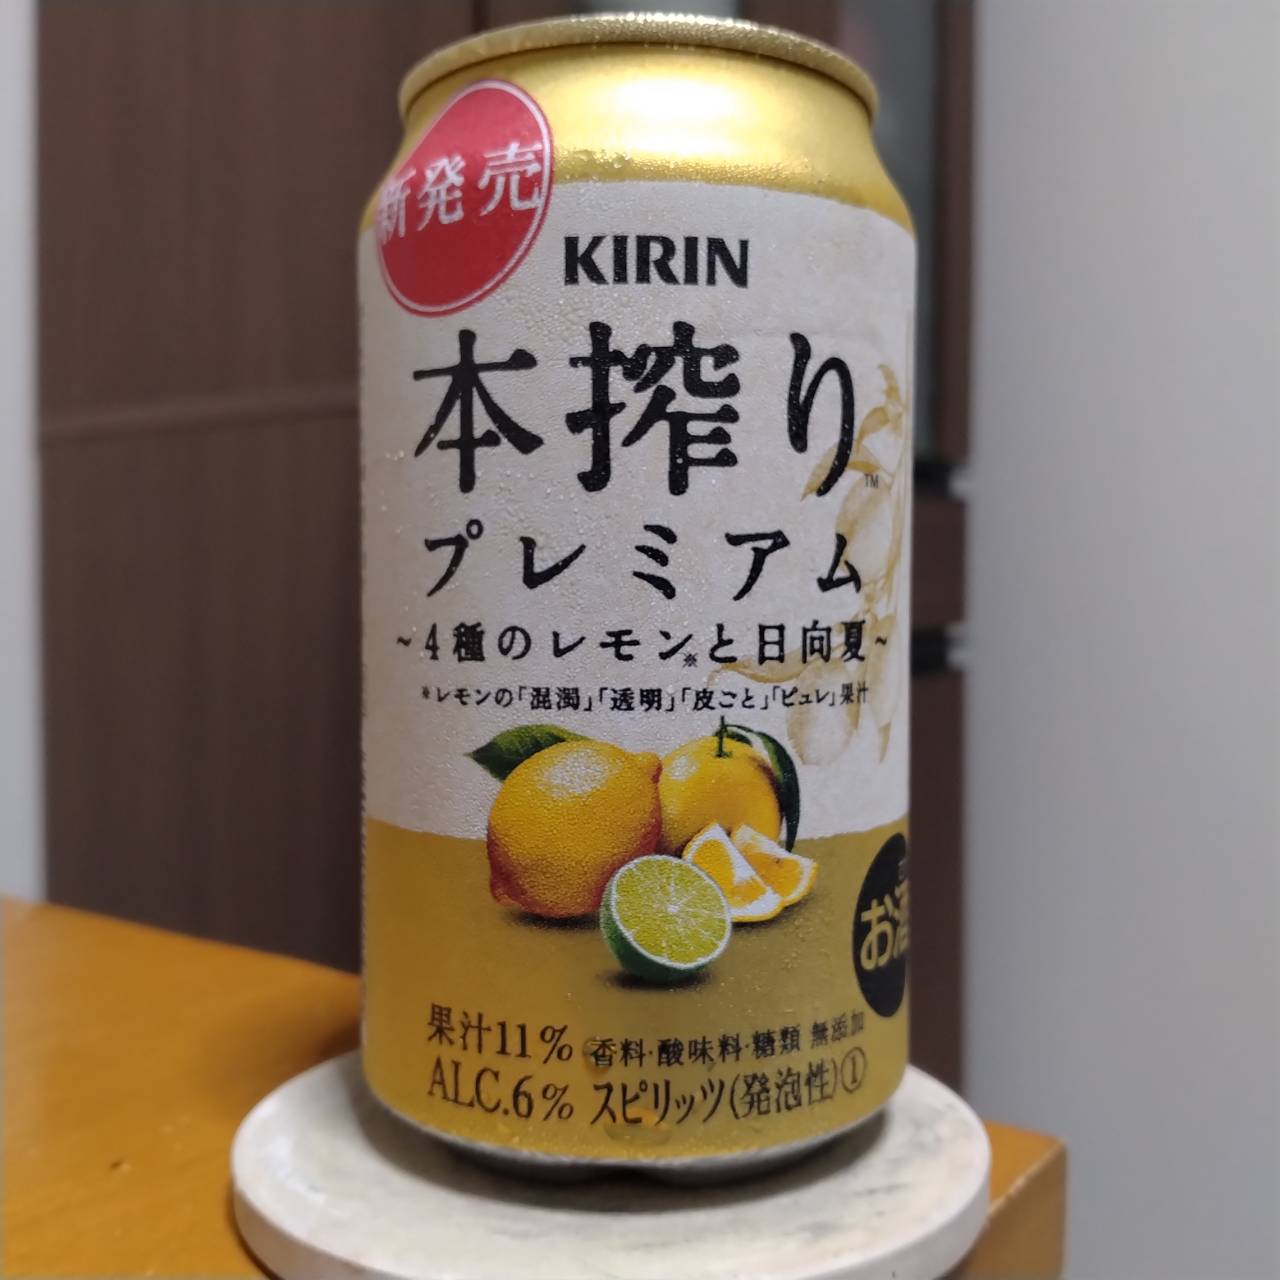 新発売
KIRIN
本搾り™
プレミアム
~4種のレモン※と日向夏~
※レモンの「混濁」「透明」「皮ごと」「ピュレ」果汁
お酒
果汁11% 香料·酸味料·糖類 無添加
ALC.6% スピリッツ(発泡性)①